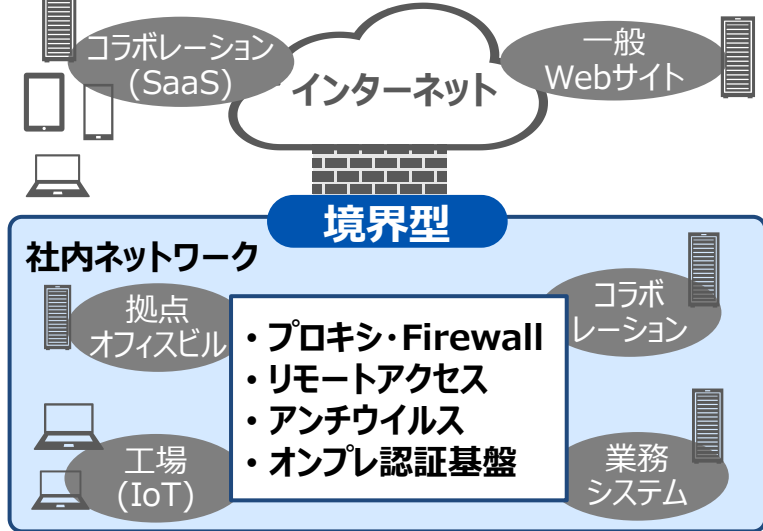 コラボレーション
(SaaS)
インターネット
一般
Webサイト
境界型
社内ネットワーク
拠点
オフィスビル
コラボ
レーション
・プロキシ・Firewall
・リモートアクセス
・アンチウイルス
・オンプレ認証基盤
工場
(IoT)
業務
システム